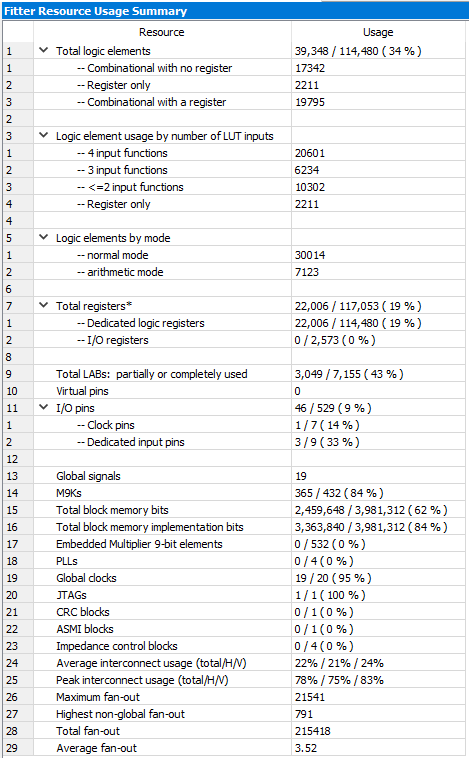 Fitter Resource Usage Summary
Resource Usage
1 Total logic elements 39,348 / 114,480 ( 34 % )
1 -- Combinational with no register 17342
2 -- Register only 2211
3 -- Combinational with a register 19795
2
3 Logic element usage by number of LUT inputs
1 -- 4 input functions 20601
2 -- 3 input functions 6234
3 -- <=2 input functions 10302
4 -- Register only 2211
4
5 Logic elements by mode
1 -- normal mode 30014
2 -- arithmetic mode 7123
6
7 Total registers* 22,006 / 117,053 ( 19 % )
1 -- Dedicated logic registers 22,006 / 114,480 ( 19 % )
2 -- I/O registers 0 / 2,573 ( 0 % )
8
9 Total LABs: partially or completely used 3,049 / 7,155 ( 43 % )
10 Virtual pins 0
11 I/O pins 46 / 529 ( 9 % )
1 -- Clock pins 1 / 7 ( 14 % )
2 -- Dedicated input pins 3 / 9 ( 33 % )
12
13 Global signals 19
14 M9Ks 365 / 432 ( 84 % )
15 Total block memory bits 2,459,648 / 3,981,312 ( 62 % )
16 Total block memory implementation bits 3,363,840 / 3,981,312 ( 84 % )
17 Embedded Multiplier 9-bit elements 0 / 532 ( 0 % )
18 PLLs 0 / 4 ( 0 % )
19 Global clocks 19 / 20 ( 95 % )
20 JTAGs 1 / 1 ( 100 % )
21 CRC blocks 0 / 1 ( 0 % )
22 ASMI blocks 0 / 1 ( 0 % )
23 Impedance control blocks 0 / 4 ( 0 % )
24 Average interconnect usage (total/H/V) 22% / 21% / 24%
25 Peak interconnect usage (total/H/V) 78% / 75% / 83%
26 Maximum fan-out 21541
27 Highest non-global fan-out 791
28 Total fan-out 215418
29 Average fan-out 3.52